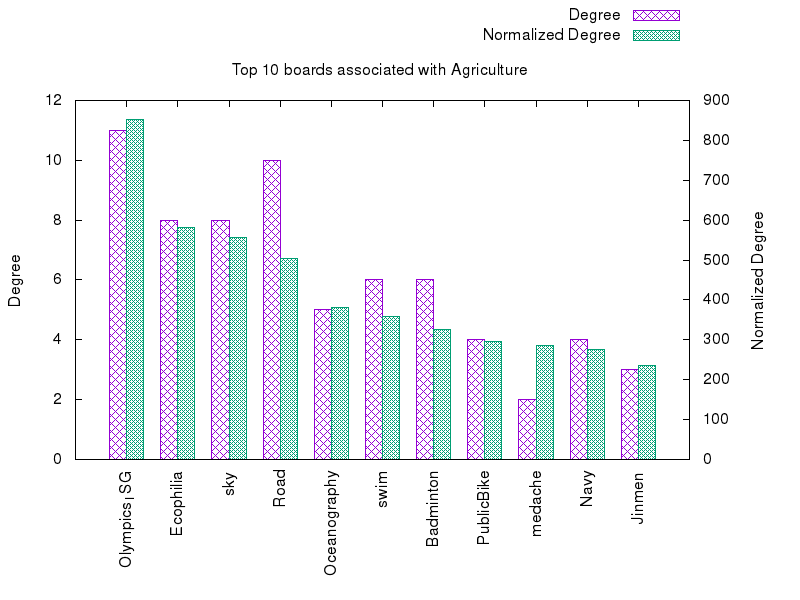 Degree
Normalized Degree
Top 10 boards associated with Agriculture
12
10
8
6
4
2
0
Degree
900
800
700
600
500
400
300
200
100
0
Normalized Degree
Olympics¡SG
Ecophilia
sky
Road
Oceanography
swim
Badminton
PublicBike
medache
Navy
Jinmen